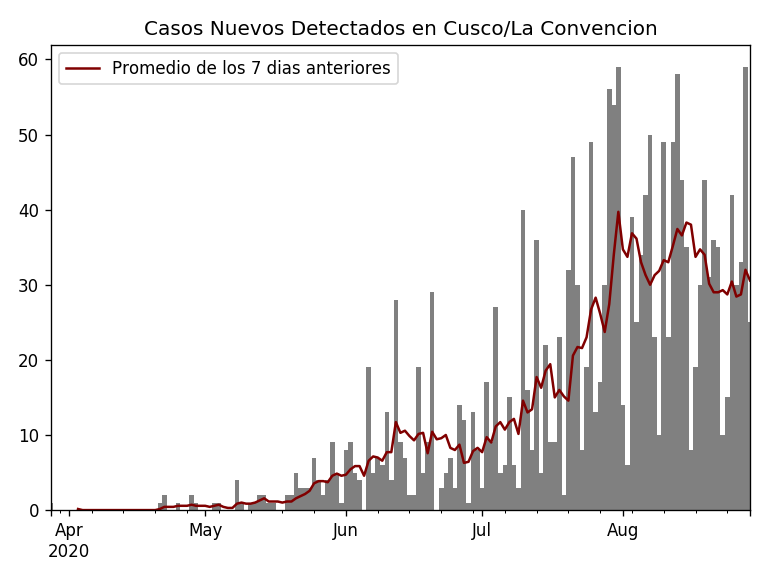 Casos Nuevos Detectados en Cusco/La Convencion
Promedio de los 7 dias anteriores
60
50
40
30
20
10
0
Apr May Jun Jul Aug
2020